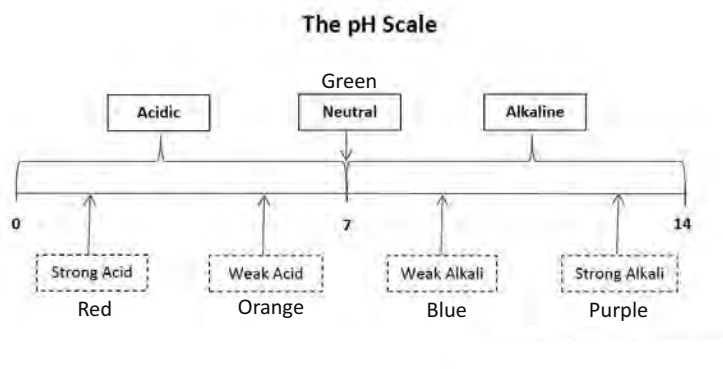 The pH Scale
Green
Acidic Neutral Alkaline
0 7 14
Strong Acid Weak Acid Weak Alkali Strong Alkali
Red Orange Blue Purple